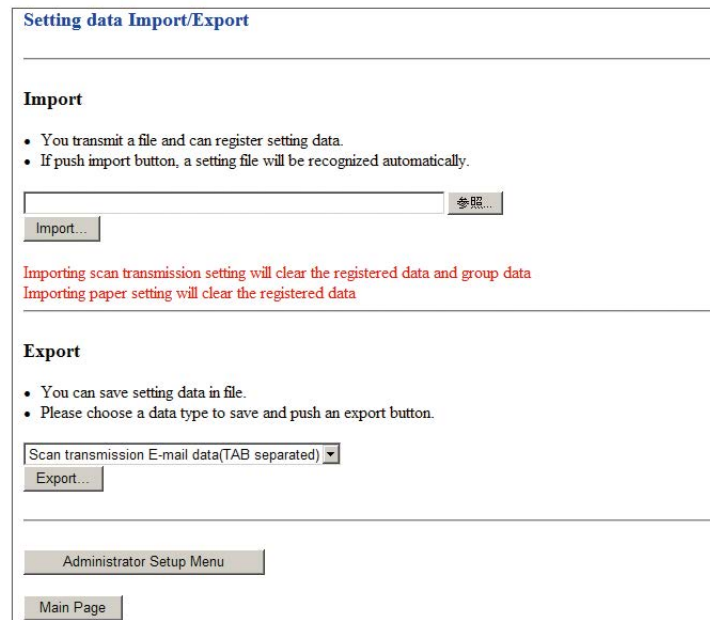 Setting data Import/Export
Import
• You transmit a file and can register setting data.
• If push import button, a setting file will be recognized automatically.
参照...
Import...
Importing scan transmission setting will clear the registered data and group data
Importing paper setting will clear the registered data
Export
• You can save setting data in file.
• Please choose a data type to save and push an export button.
Scan transmission E-mail data(TAB separated)
Export...
Administrator Setup Menu
Main Page